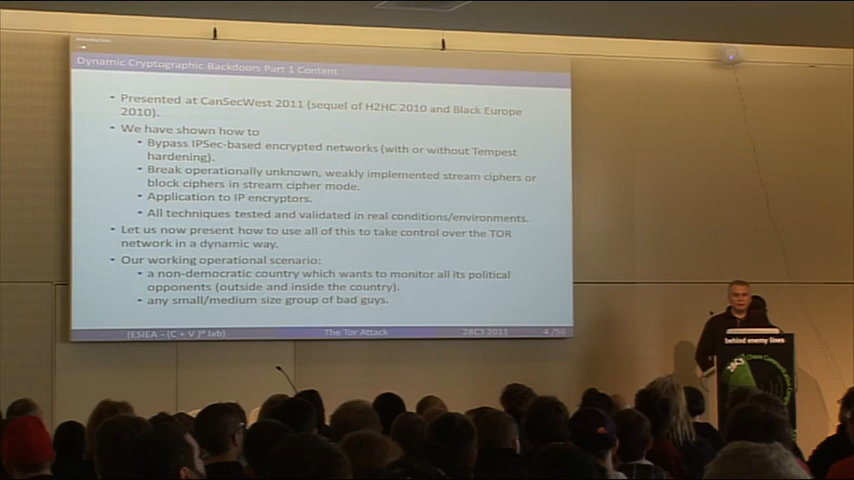 Introduction
Dynamic Cryptographic Backdoors Part 1 Content
• Presented at CanSecWest 2011 (sequel of H2HC 2010 and Black Europe
2010).
• We have shown how to
• Bypass IPSec-based encrypted networks (with or without Tempest
hardening).
• Break operationally unknown, weakly implemented stream ciphers or
block ciphers in stream cipher mode.
• Application to IP encryptors.
• All techniques tested and validated in real conditions/environments.
• Let us now present how to use all of this to take control over the TOR
network in a dynamic way.
• Our working operational scenario:
• a non-democratic country which wants to monitor all its political
opponents (outside and inside the country).
• any small/medium size group of bad guys.
(ESIEA - (C + V)º lab) The Tor Attack 28C3 2011 4 /56
behind enemy lines
28C3
Chaos Communication